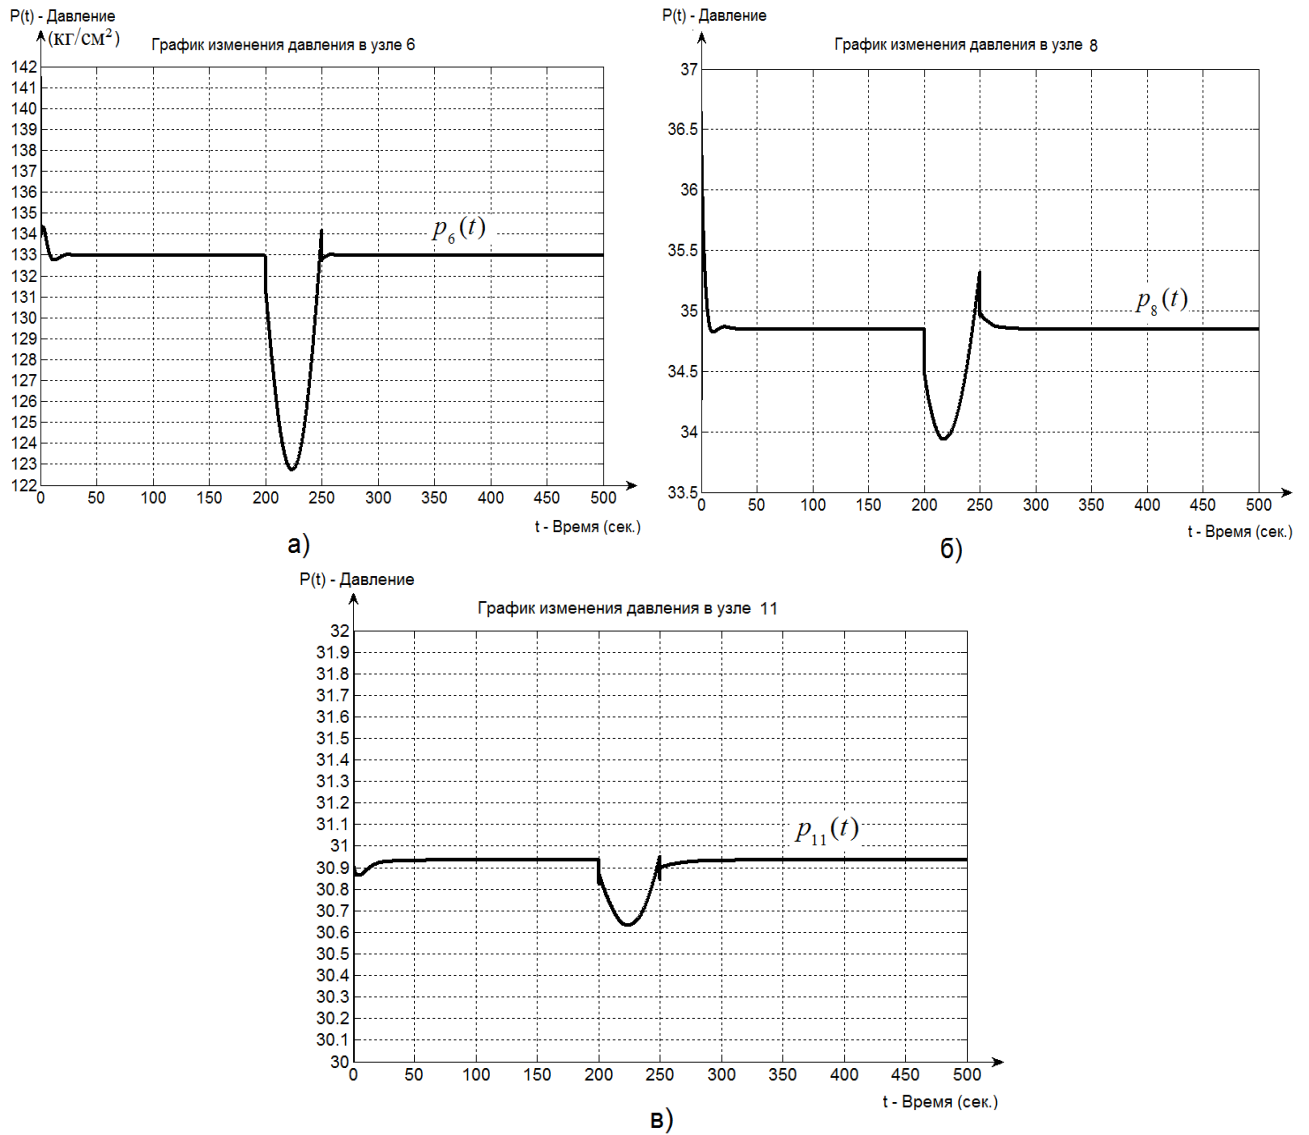 P(t) - Давление
(кг/см²)
График изменения давления в узле 6
142
141
140
139
138
137
136
135
134
133
132
131
130
129
128
127
126
125
124
123
122
p₆(t)
0 50 100 150 200 250 300 350 400 450 500
t - Время (сек.)
а)
P(t) - Давление
График изменения давления в узле 8
37
36.5
36
35.5
35
34.5
34
33.5
p₈(t)
0 50 100 150 200 250 300 350 400 450 500
t - Время (сек.)
б)
P(t) - Давление
График изменения давления в узле 11
32
31.9
31.8
31.7
31.6
31.5
31.4
31.3
31.2
31.1
31
30.9
30.8
30.7
30.6
30.5
30.4
30.3
30.2
30.1
30
p₁₁(t)
0 50 100 150 200 250 300 350 400 450 500
t - Время (сек.)
в)